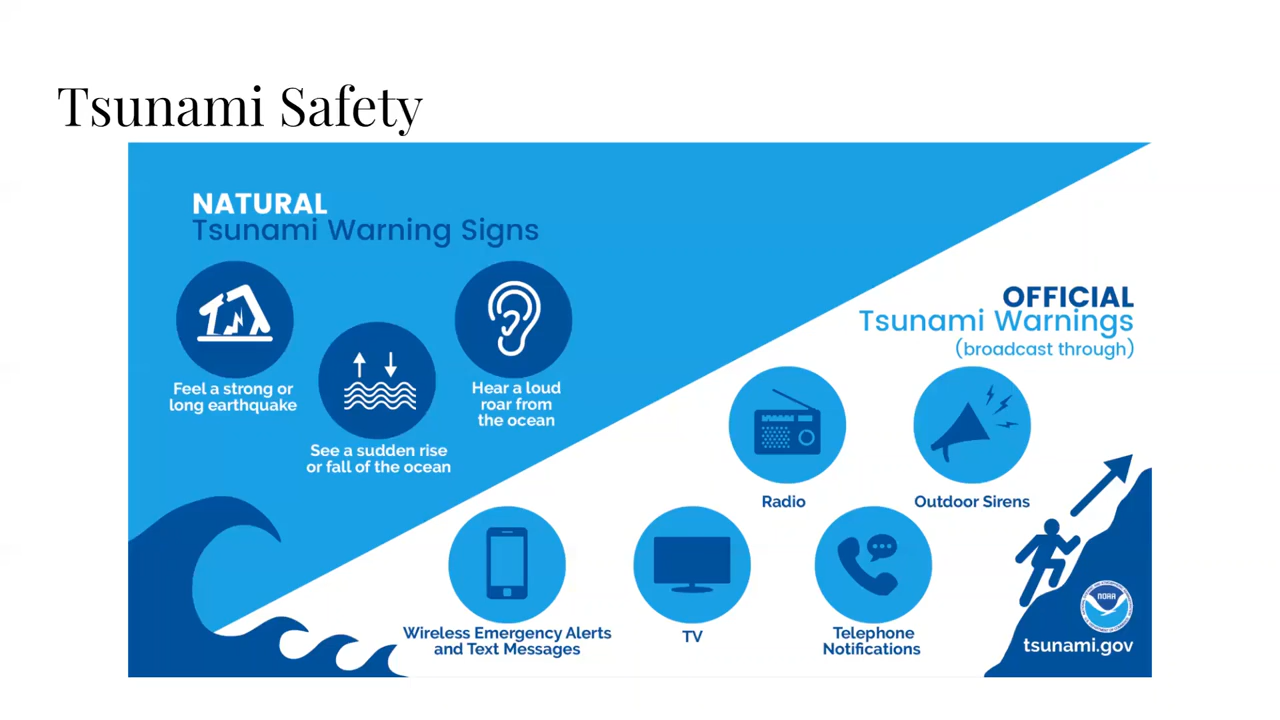 Tsunami Safety
NATURAL
Tsunami Warning Signs
Feel a strong or
long earthquake
See a sudden rise
or fall of the ocean
Hear a loud
roar from
the ocean
OFFICIAL
Tsunami Warnings
(broadcast through)
Radio
Outdoor Sirens
Wireless Emergency Alerts
and Text Messages
TV
Telephone
Notifications
NOAA
tsunami.gov